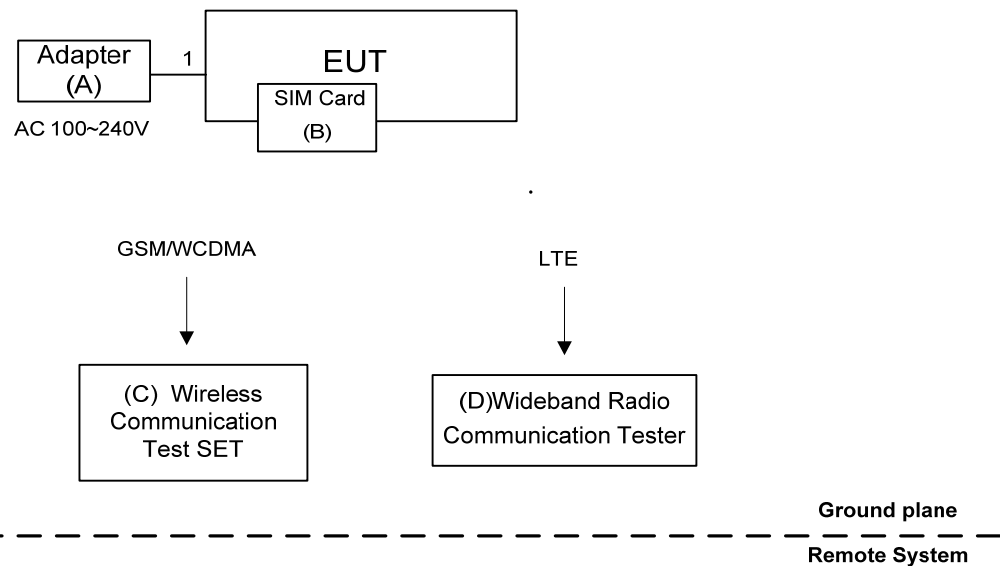 Adapter
(A)
1
EUT
SIM Card
(B)
AC 100~240V
GSM/WCDMA
LTE
(C) Wireless
Communication
Test SET
(D)Wideband Radio
Communication Tester
Ground plane
Remote System